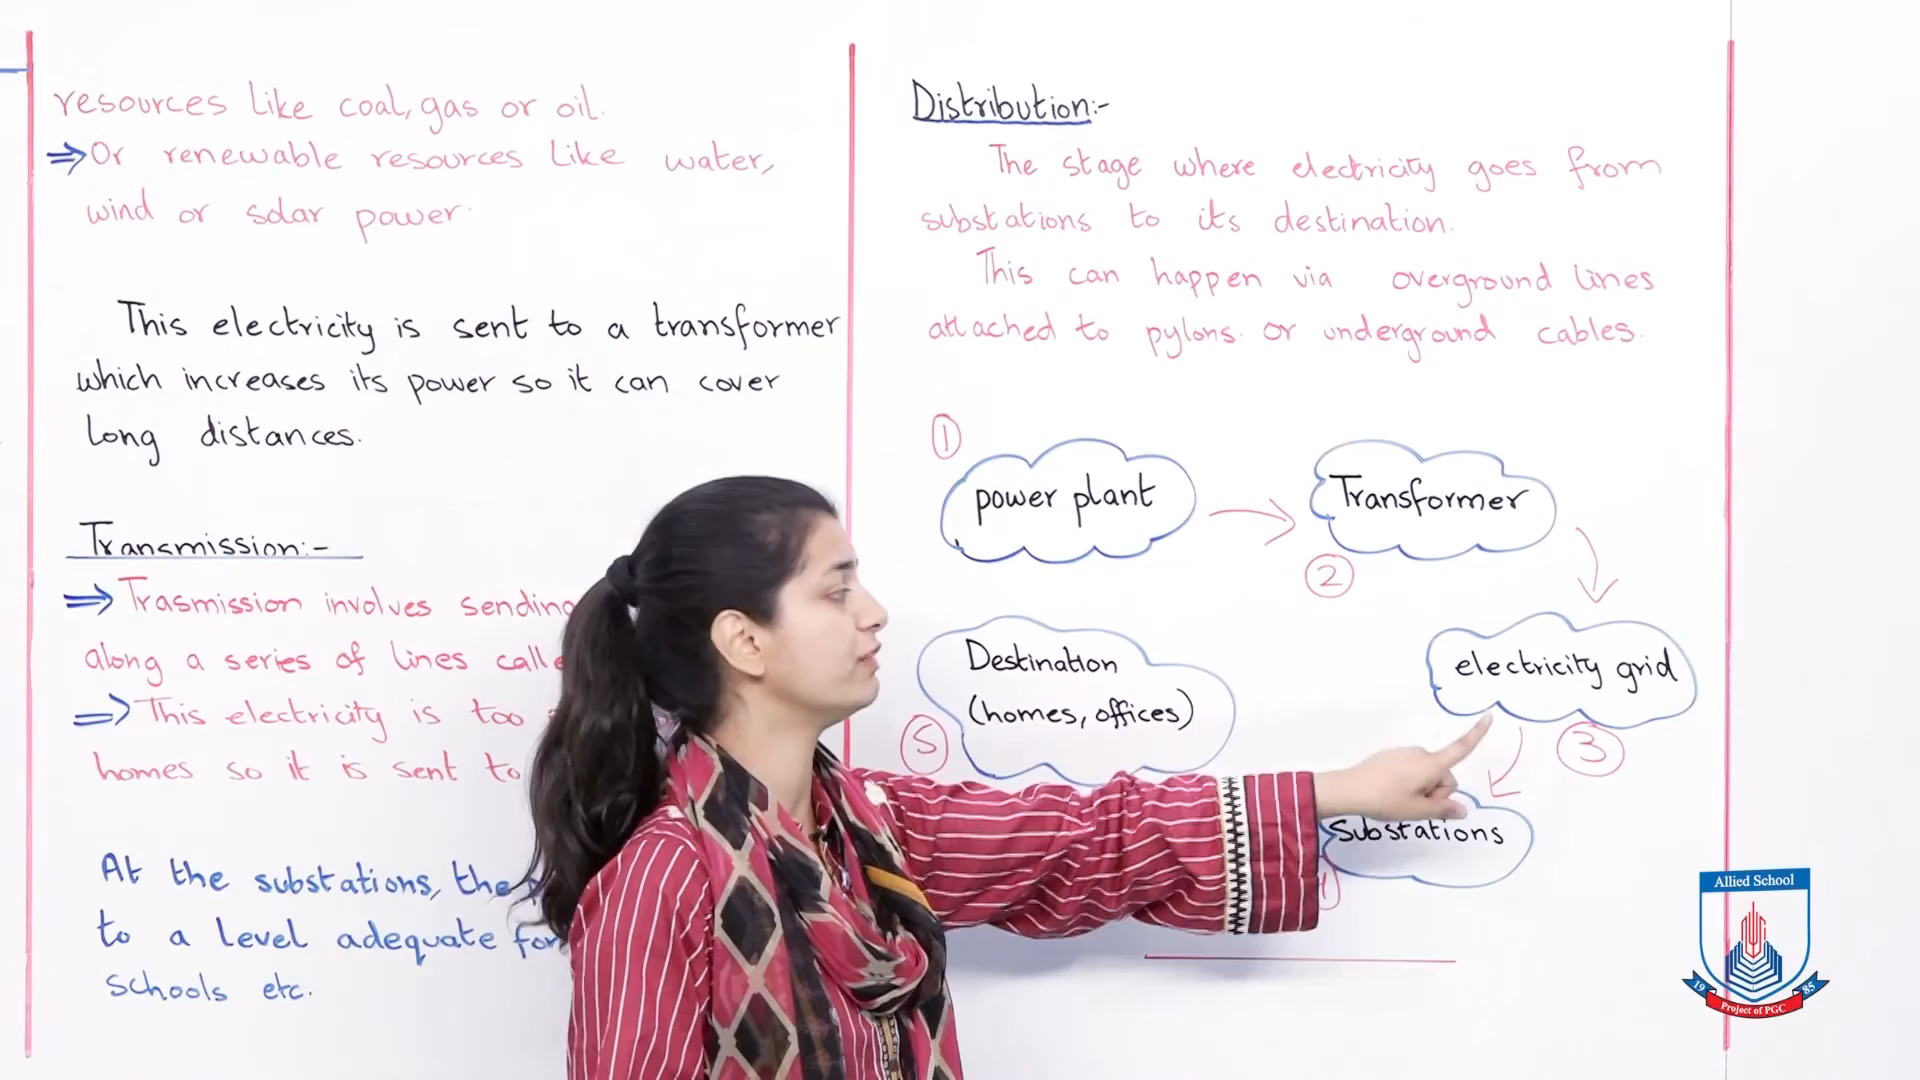 resources like coal, gas or oil.
⇒ Or renewable resources like water,
wind or solar power.
This electricity is sent to a transformer
which increases its power so it can cover
long distances.
Transmission:-
⇒ Trasmission involves sending
along a series of lines calle
⇒ This electricity is too
homes so it is sent to
At the substations, the
to a level adequate for
schools etc.
Distribution:-
The stage where electricity goes from
substations to its destination.
This can happen via overground lines
attached to pylons. or underground cables.
1
power plant
Transformer
2
electricity grid
3
Substations
Destination
(homes, offices)
5
Allied School
19 85
Project of PGC